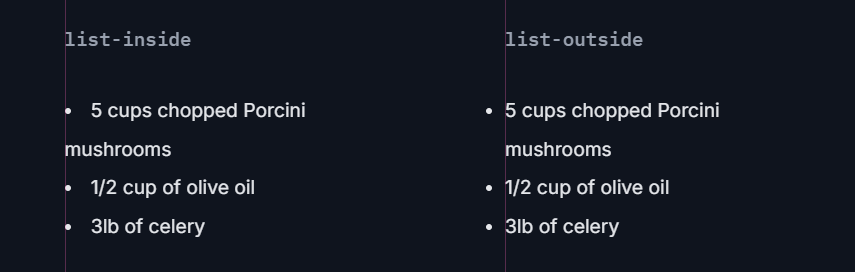 list-inside
• 5 cups chopped Porcini
mushrooms
• 1/2 cup of olive oil
• 3lb of celery
list-outside
• 5 cups chopped Porcini
mushrooms
• 1/2 cup of olive oil
• 3lb of celery